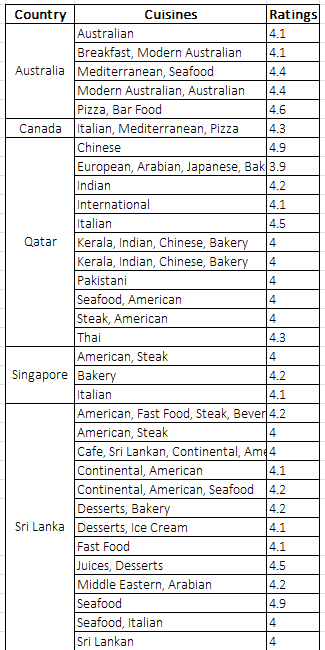 Country Cuisines Ratings
Australia
Australian 4.1
Breakfast, Modern Australian 4.1
Mediterranean, Seafood 4.4
Modern Australian, Australian 4.4
Pizza, Bar Food 4.6
Canada Italian, Mediterranean, Pizza 4.3
Qatar
Chinese 4.9
European, Arabian, Japanese, Bak 3.9
Indian 4.2
International 4.1
Italian 4.5
Kerala, Indian, Chinese, Bakery 4
Kerala, Indian, Chinese, Bakery 4
Pakistani 4
Seafood, American 4
Steak, American 4
Thai 4.3
Singapore
American, Steak 4
Bakery 4.2
Italian 4.1
Sri Lanka
American, Fast Food, Steak, Bever 4.2
American, Steak 4
Cafe, Sri Lankan, Continental, Ame 4
Continental, American 4.1
Continental, American, Seafood 4.2
Desserts, Bakery 4.2
Desserts, Ice Cream 4.1
Fast Food 4.1
Juices, Desserts 4.5
Middle Eastern, Arabian 4.2
Seafood 4.9
Seafood, Italian 4
Sri Lankan 4